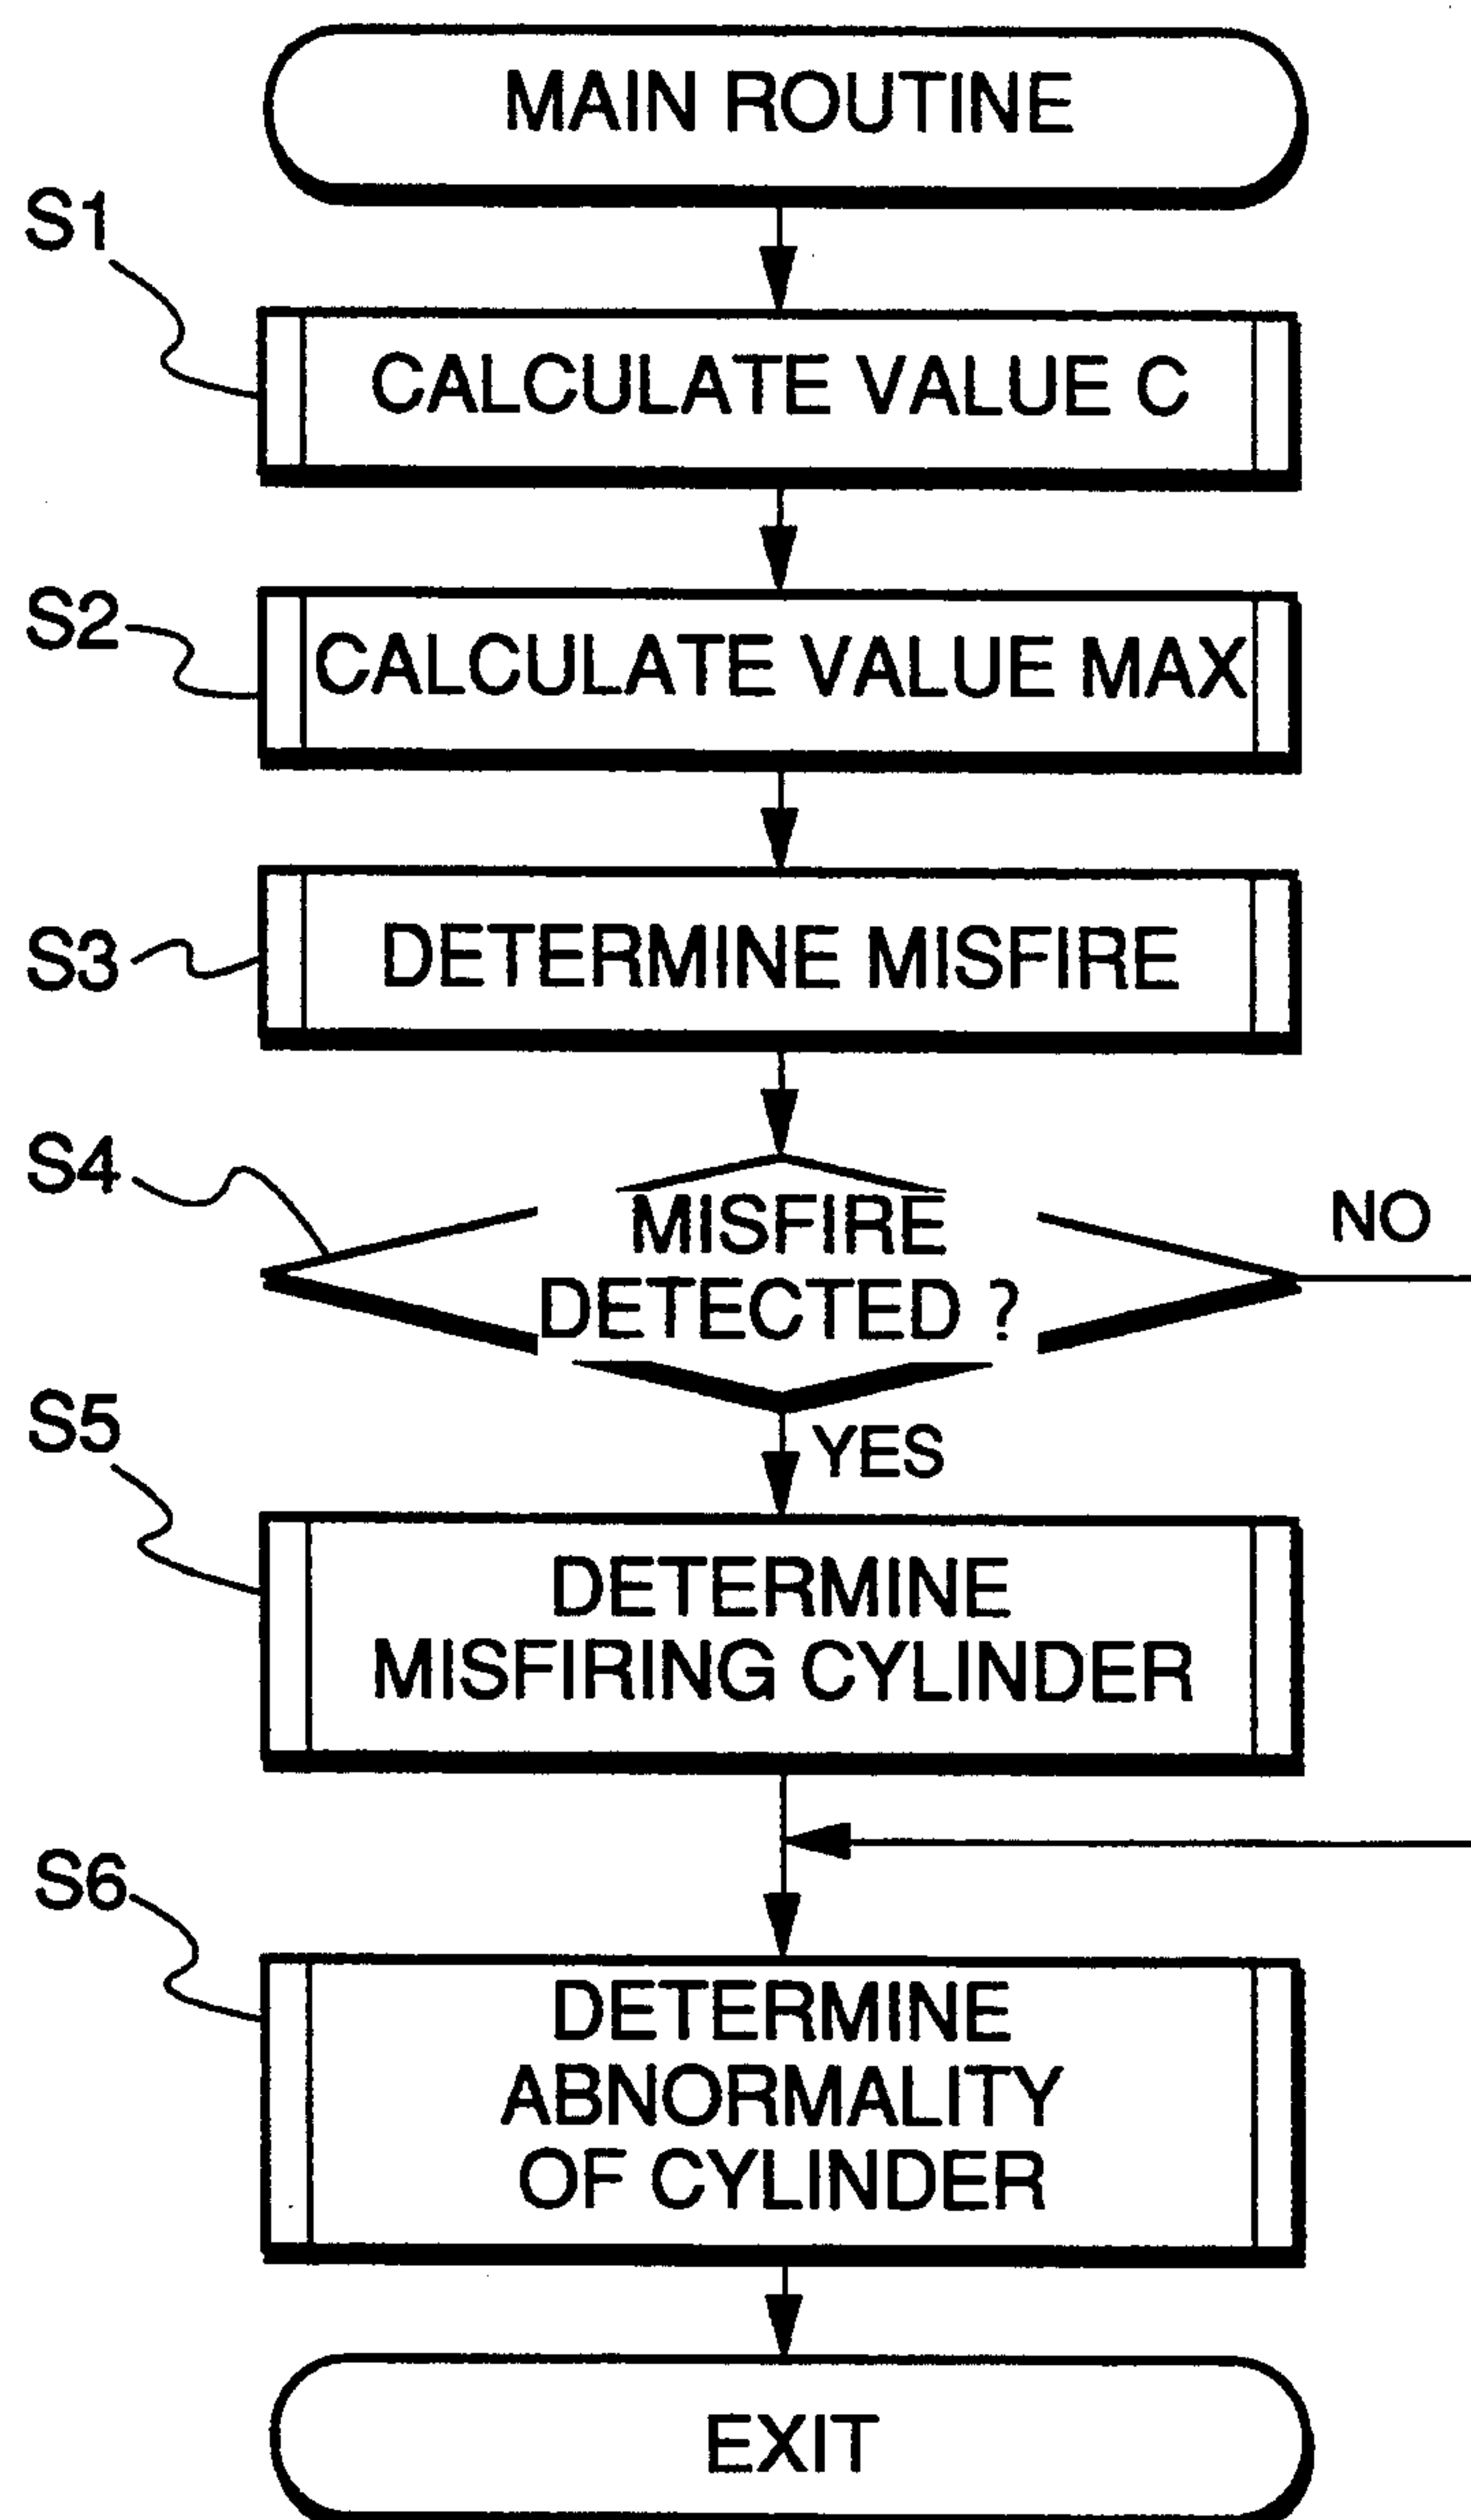 MAIN ROUTINE
S1
CALCULATE VALUE C
S2
CALCULATE VALUE MAX
S3
DETERMINE MISFIRE
S4
MISFIRE
DETECTED ?
NO
YES
S5
DETERMINE
MISFIRING CYLINDER
S6
DETERMINE
ABNORMALITY
OF CYLINDER
EXIT